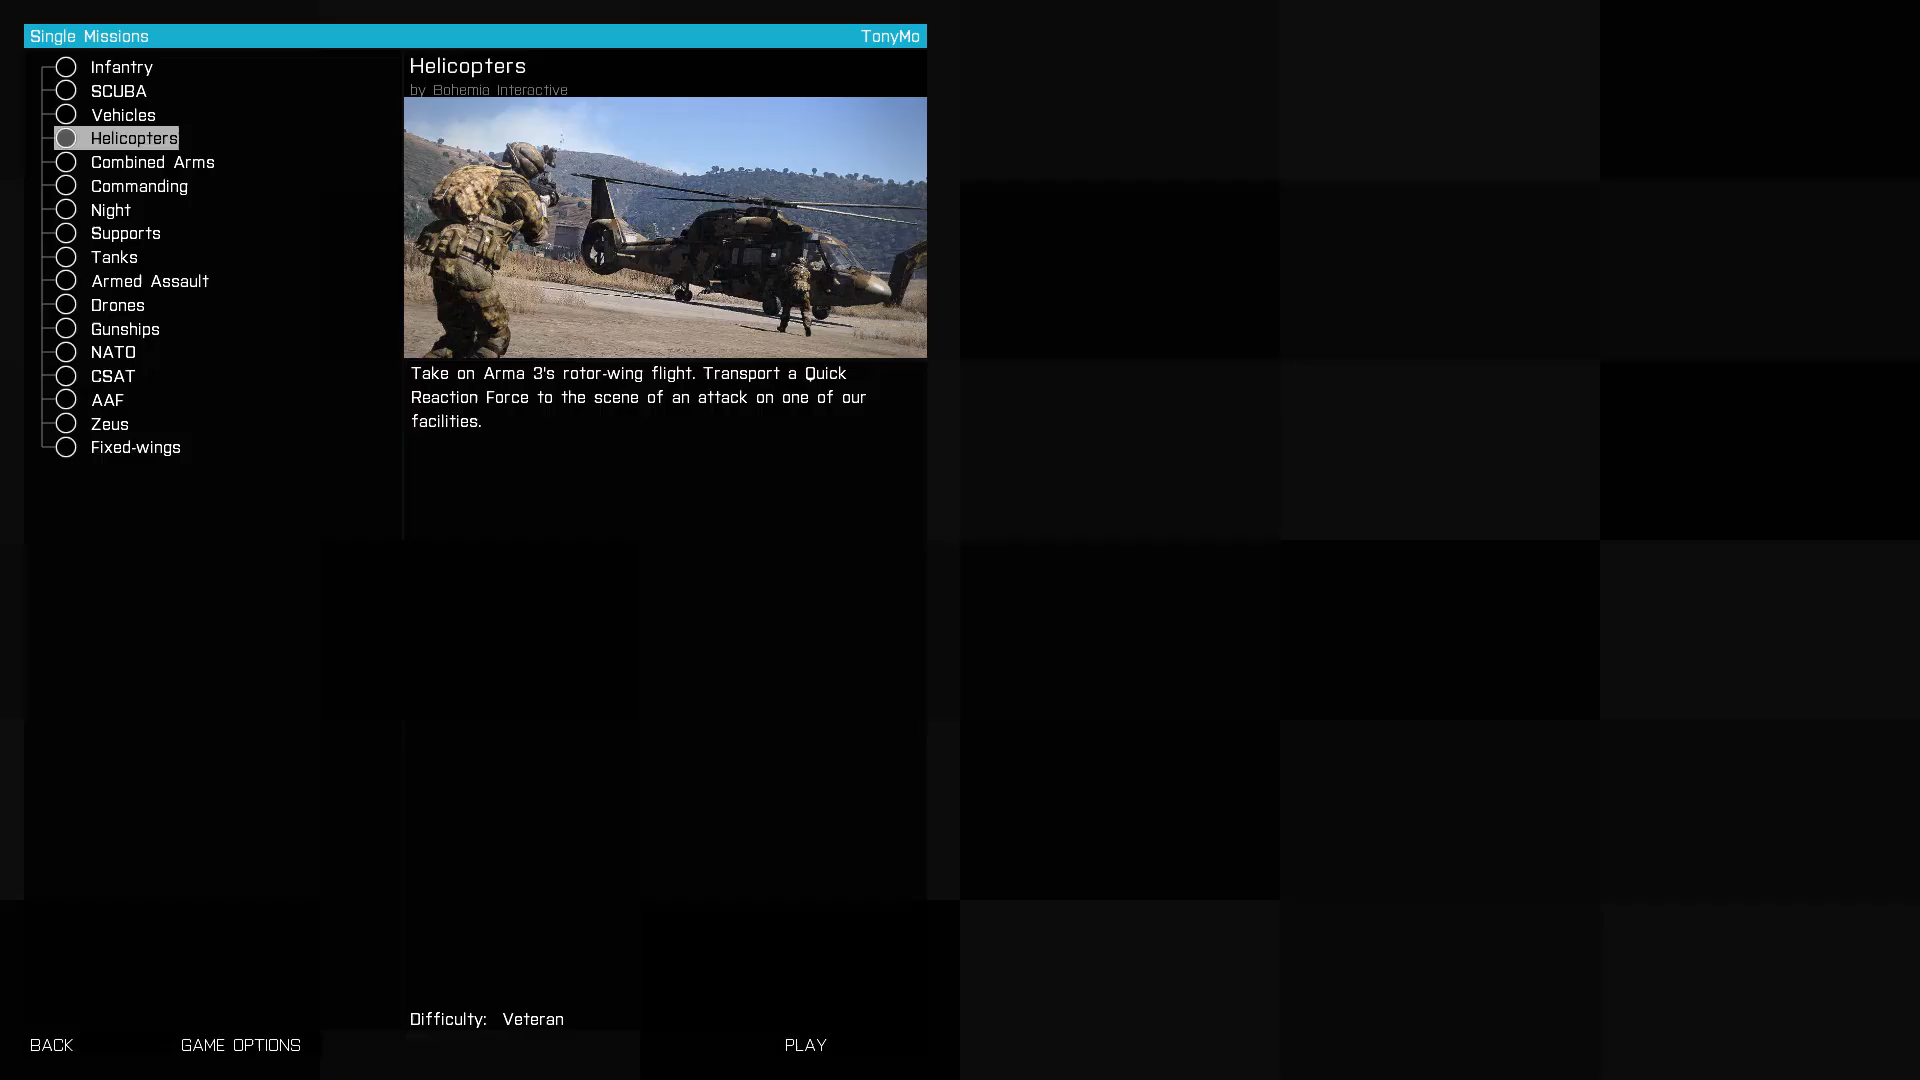 Single Missions TonyMo
Infantry
SCUBA
Vehicles
Helicopters
Combined Arms
Commanding
Night
Supports
Tanks
Armed Assault
Drones
Gunships
NATO
CSAT
AAF
Zeus
Fixed-wings
Helicopters
by Bohemia Interactive
Take on Arma 3's rotor-wing flight. Transport a Quick
Reaction Force to the scene of an attack on one of our
facilities.
Difficulty: Veteran
BACK GAME OPTIONS PLAY